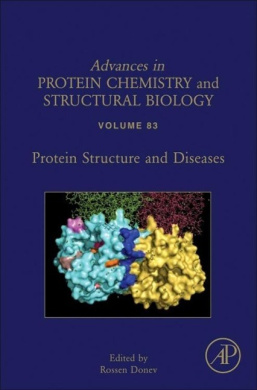 Advances in
PROTEIN CHEMISTRY and
STRUCTURAL BIOLOGY
VOLUME 83
Protein Structure and Diseases
Edited by
Rossen Donev
AP